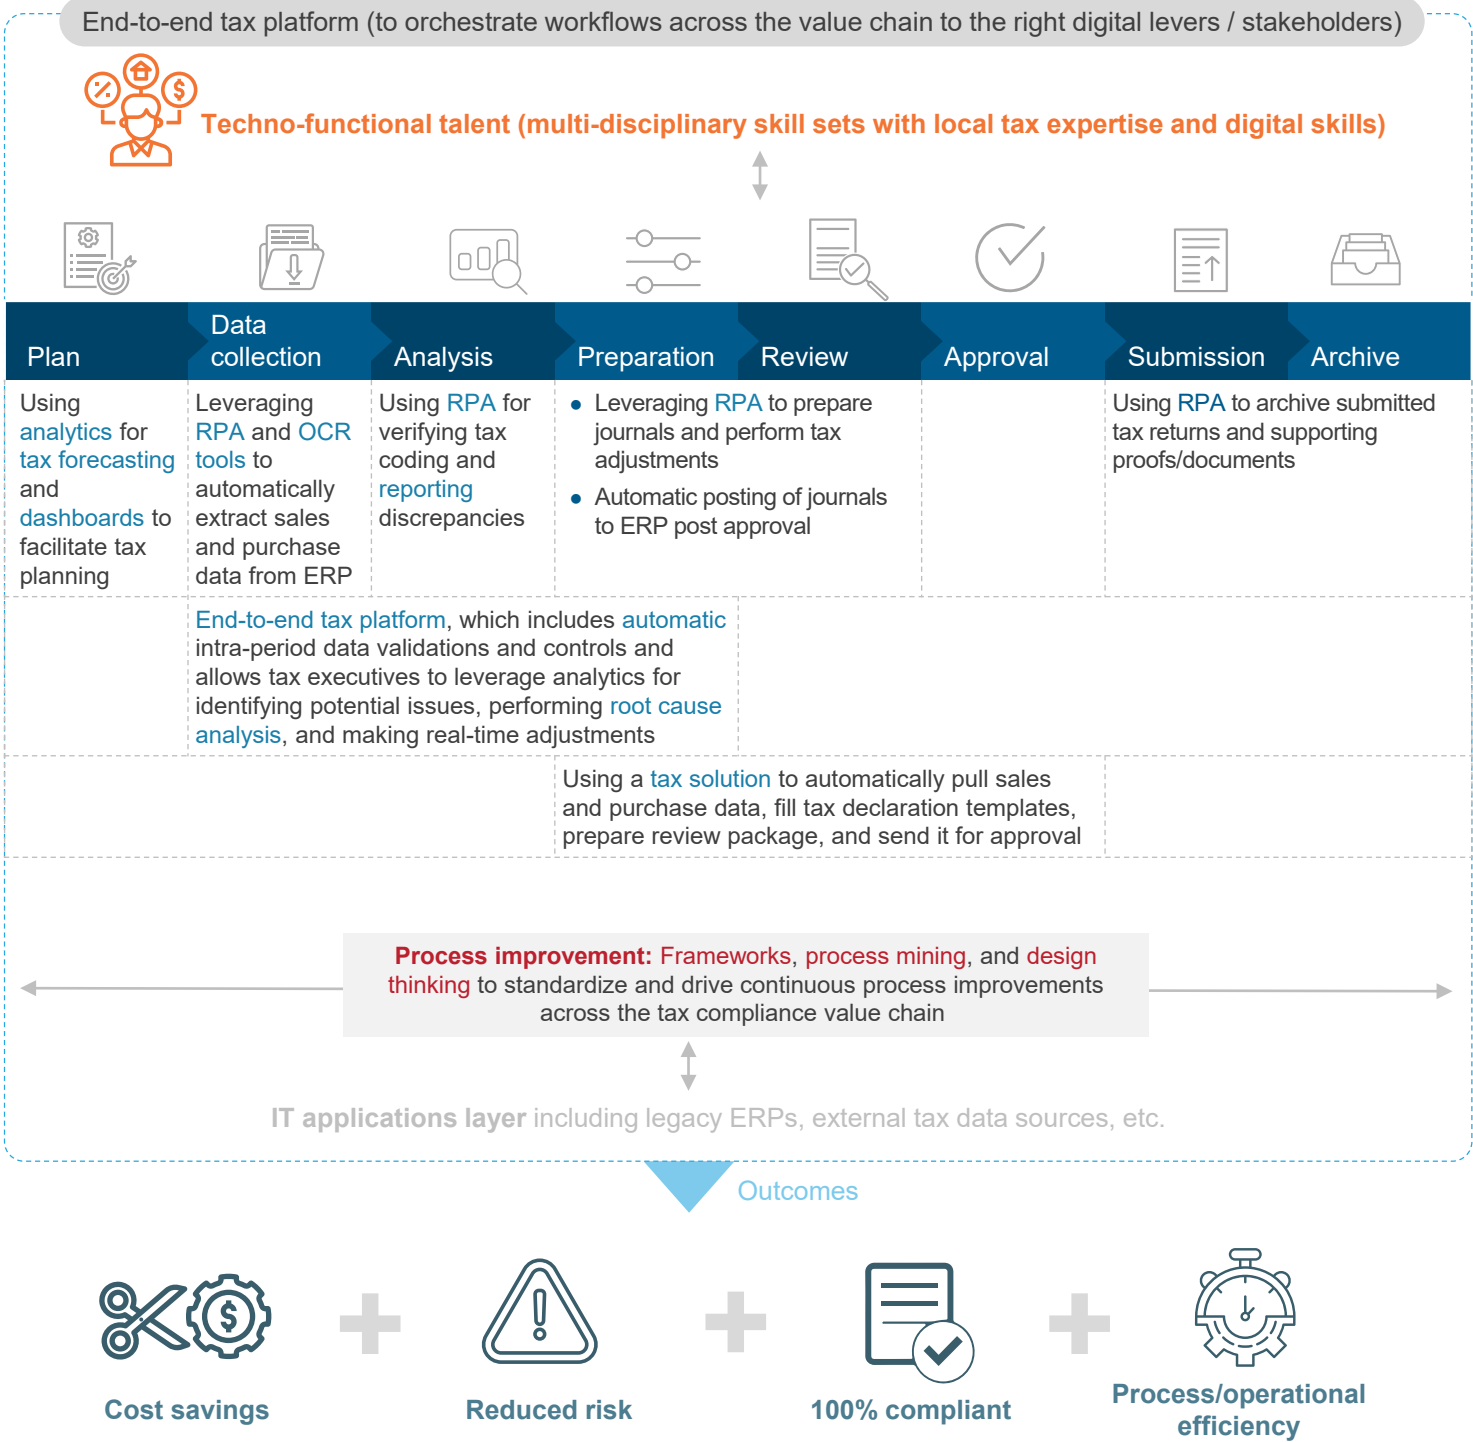 End-to-end tax platform (to orchestrate workflows across the value chain to the right digital levers / stakeholders)
Techno-functional talent (multi-disciplinary skill sets with local tax expertise and digital skills)
Plan
Data
collection
Analysis
Preparation
Review
Approval
Submission
Archive
Using
analytics for
tax forecasting
and
dashboards to
facilitate tax
planning
Leveraging
RPA and OCR
tools to
automatically
extract sales
and purchase
data from ERP
Using RPA for
verifying tax
coding and
reporting
discrepancies
● Leveraging RPA to prepare
journals and perform tax
adjustments
● Automatic posting of journals
to ERP post approval
Using RPA to archive submitted
tax returns and supporting
proofs/documents
End-to-end tax platform, which includes automatic
intra-period data validations and controls and
allows tax executives to leverage analytics for
identifying potential issues, performing root cause
analysis, and making real-time adjustments
Using a tax solution to automatically pull sales
and purchase data, fill tax declaration templates,
prepare review package, and send it for approval
Process improvement: Frameworks, process mining, and design
thinking to standardize and drive continuous process improvements
across the tax compliance value chain
IT applications layer including legacy ERPs, external tax data sources, etc.
Outcomes
Cost savings
Reduced risk
100% compliant
Process/operational
efficiency